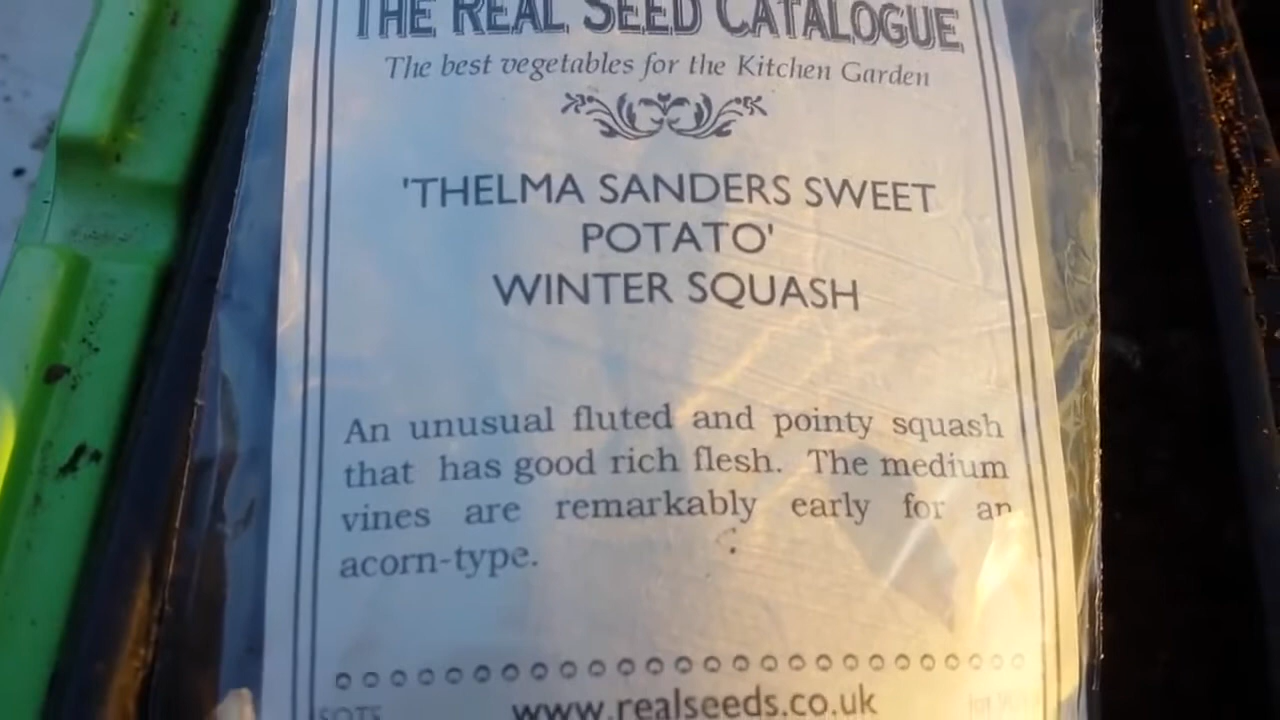 THE REAL SEED CATALOGUE
The best vegetables for the Kitchen Garden
'THELMA SANDERS SWEET
POTATO'
WINTER SQUASH
An unusual fluted and pointy squash
that has good rich flesh. The medium
vines are remarkably early for an
acorn-type.
www.realseeds.co.uk